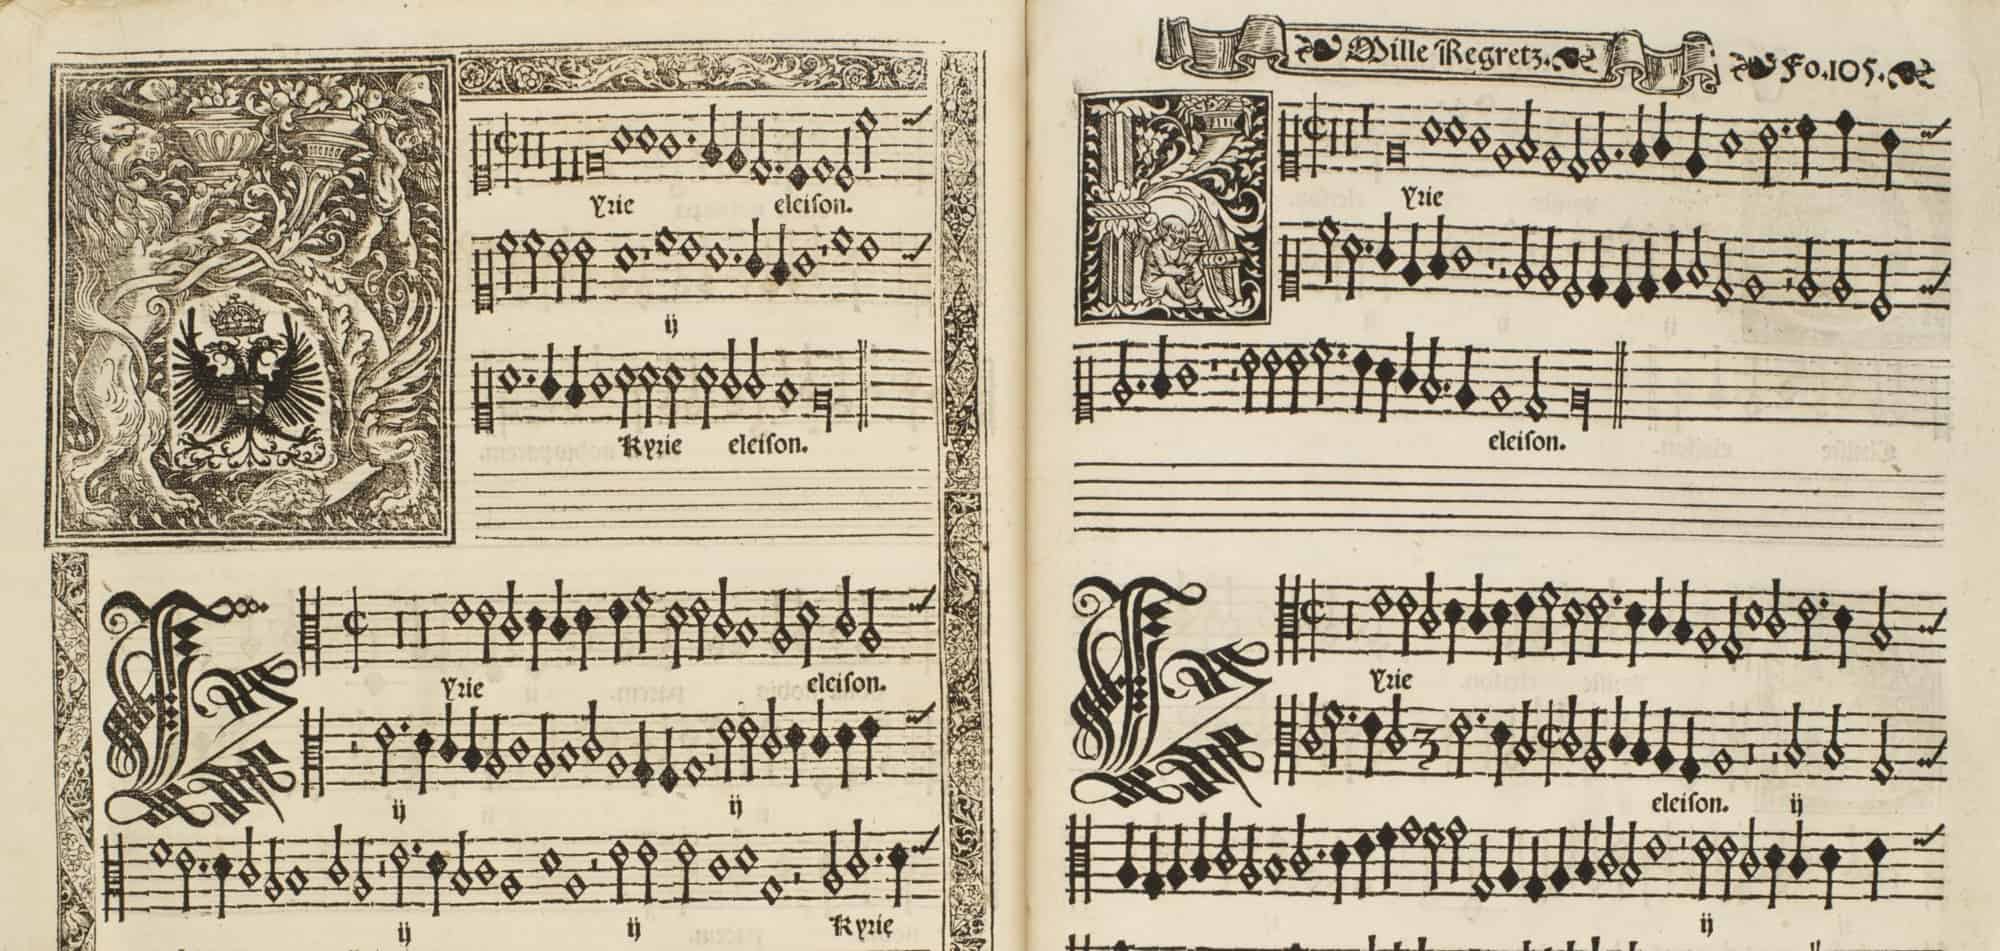 Yrie eleison.
ij
Kyrie eleison.
Yrie eleison.
ij ij
ij ij Kyrie
Mille Regretz. Fo.105.
K
Yrie
eleison.
Yrie
3
eleison. ij
ij